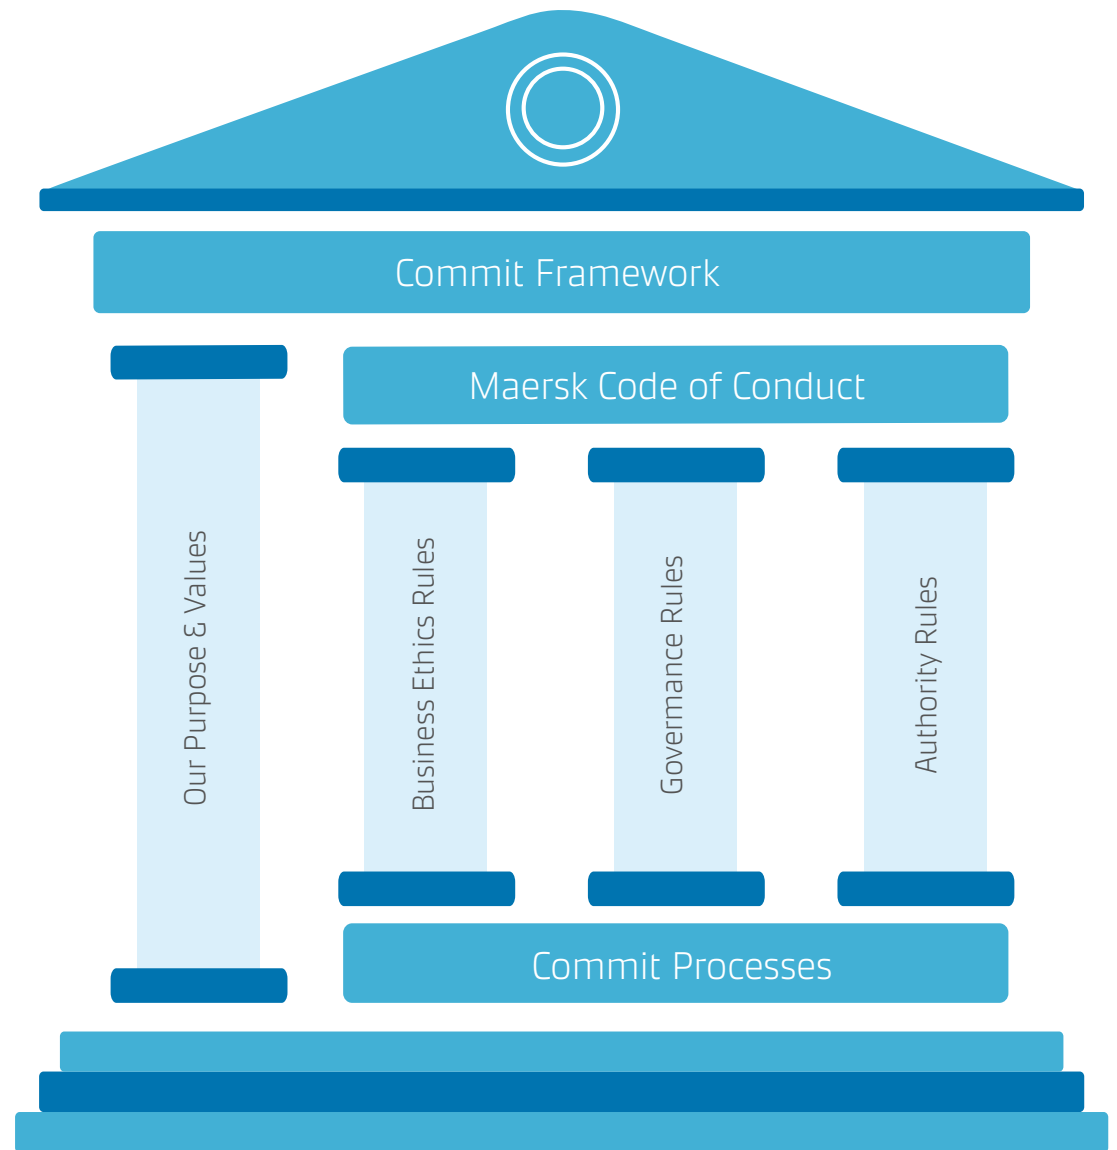 Commit Framework
Maersk Code of Conduct
Our Purpose & Values
Business Ethics Rules
Govermance Rules
Authority Rules
Commit Processes